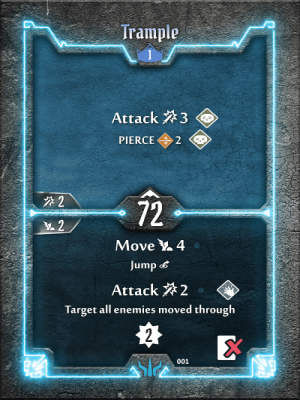 Trample
1
Attack 3
PIERCE 2
2
72
2
Move 4
Jump
Attack 2
Target all enemies moved through
2
001